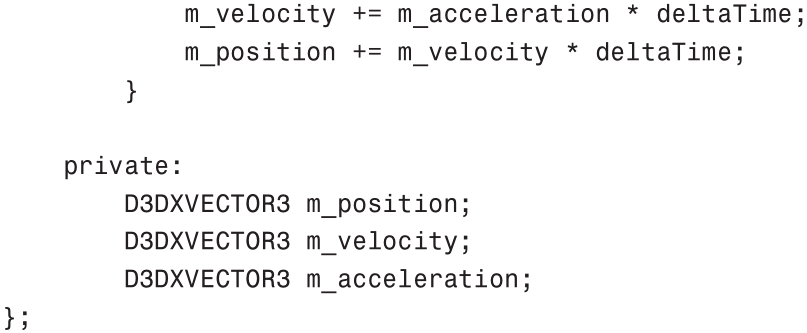 m_velocity += m_acceleration * deltaTime;
            m_position += m_velocity * deltaTime;
        }

    private:
        D3DXVECTOR3 m_position;
        D3DXVECTOR3 m_velocity;
        D3DXVECTOR3 m_acceleration;
};